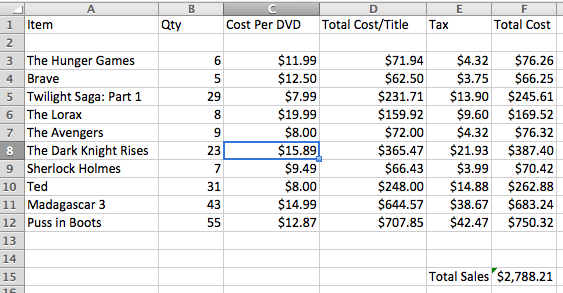 A B C D E F
1 Item Qty Cost Per DVD Total Cost/Title Tax Total Cost
2
3 The Hunger Games 6 $11.99 $71.94 $4.32 $76.26
4 Brave 5 $12.50 $62.50 $3.75 $66.25
5 Twilight Saga: Part 1 29 $7.99 $231.71 $13.90 $245.61
6 The Lorax 8 $19.99 $159.92 $9.60 $169.52
7 The Avengers 9 $8.00 $72.00 $4.32 $76.32
8 The Dark Knight Rises 23 $15.89 $365.47 $21.93 $387.40
9 Sherlock Holmes 7 $9.49 $66.43 $3.99 $70.42
10 Ted 31 $8.00 $248.00 $14.88 $262.88
11 Madagascar 3 43 $14.99 $644.57 $38.67 $683.24
12 Puss in Boots 55 $12.87 $707.85 $42.47 $750.32
13
14
15 Total Sales $2,788.21
16